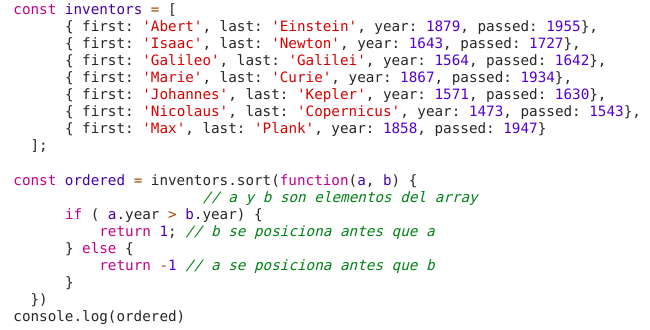 const inventors = [
{ first: 'Abert', last: 'Einstein', year: 1879, passed: 1955},
{ first: 'Isaac', last: 'Newton', year: 1643, passed: 1727},
{ first: 'Galileo', last: 'Galilei', year: 1564, passed: 1642},
{ first: 'Marie', last: 'Curie', year: 1867, passed: 1934},
{ first: 'Johannes', last: 'Kepler', year: 1571, passed: 1630},
{ first: 'Nicolaus', last: 'Copernicus', year: 1473, passed: 1543},
{ first: 'Max', last: 'Plank', year: 1858, passed: 1947}
];
const ordered = inventors.sort(function(a, b) {
// a y b son elementos del array
if ( a.year > b.year) {
return 1; // b se posiciona antes que a
} else {
return -1 // a se posiciona antes que b
}
})
console.log(ordered)